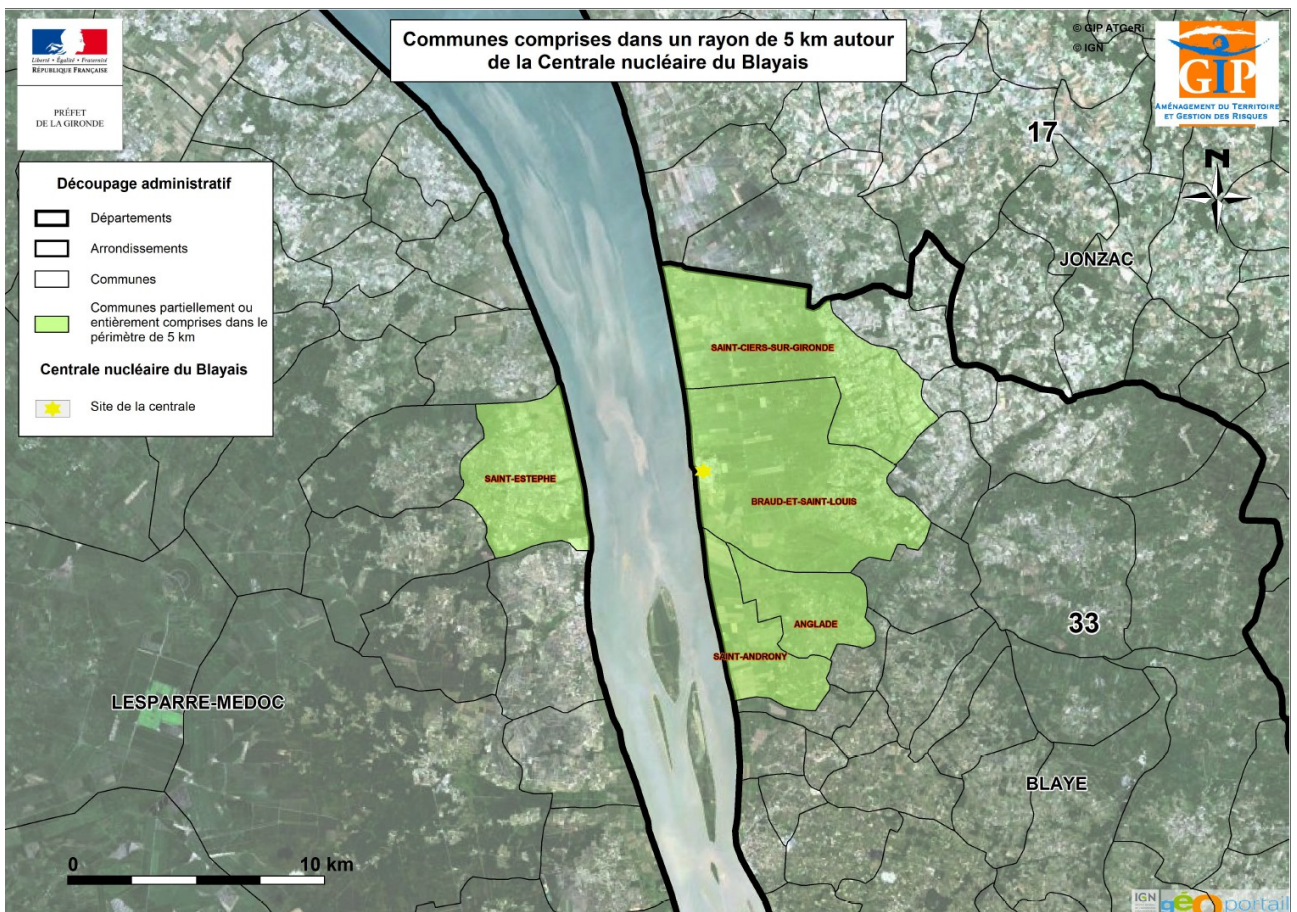 Liberté • Égalité • Fraternité
RÉPUBLIQUE FRANÇAISE
PRÉFET
DE LA GIRONDE
Communes comprises dans un rayon de 5 km autour
de la Centrale nucléaire du Blayais
© GIP ATGeRi
© IGN
GIP
AMÉNAGEMENT DU TERRITOIRE
ET GESTION DES RISQUES
Découpage administratif
Départements
Arrondissements
Communes
Communes partiellement ou
entièrement comprises dans le
périmètre de 5 km
Centrale nucléaire du Blayais
Site de la centrale
17
N
JONZAC
SAINT-CIERS-SUR-GIRONDE
SAINT-ESTEPHE
BRAUD-ET-SAINT-LOUIS
ANGLADE
33
SAINT-ANDRONY
LESPARRE-MEDOC
BLAYE
0 10 km
IGN géoportail